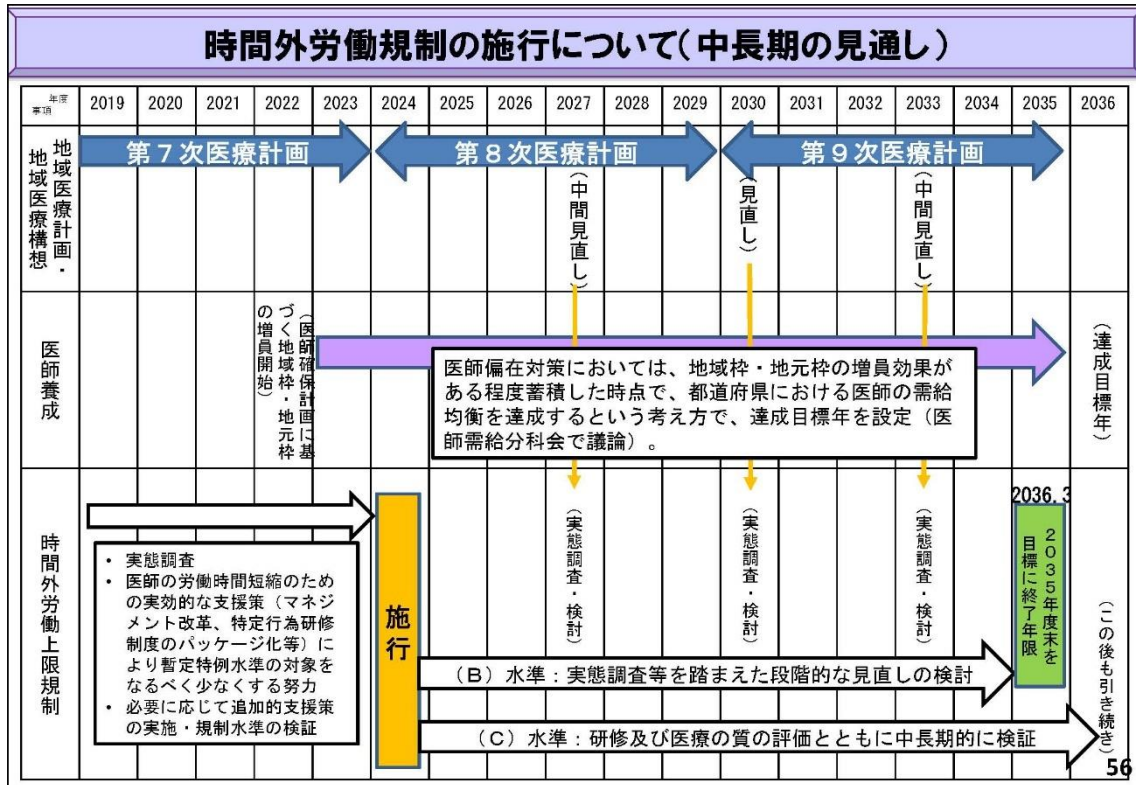 時間外労働規制の施行について(中長期の見通し)
年度
事項
2019
2020
2021
2022
2023
2024
2025
2026
2027
2028
2029
2030
2031
2032
2033
2034
2035
2036
地域医療計画・
地域医療構想
第7次医療計画
第8次医療計画
第9次医療計画
(中間見直し)
(見直し)
(中間見直し)
医師養成
(医師確保計画に基
づく地域枠・地元枠
の増員開始)
医師偏在対策においては、地域枠・地元枠の増員効果が
ある程度蓄積した時点で、都道府県における医師の需給
均衡を達成するという考え方で、達成目標年を設定(医
師需給分科会で議論)。
(達成目標年)
時間外労働上限規制
• 実態調査
• 医師の労働時間短縮のため
の実効的な支援策(マネジ
メント改革、特定行為研修
制度のパッケージ化等)に
より暫定特例水準の対象を
なるべく少なくする努力
• 必要に応じて追加的支援策
の実施・規制水準の検証
施行
(実態調査・検討)
(実態調査・検討)
(実態調査・検討)
2036.3
2035年度末を
目標に終了年限
(B)水準:実態調査等を踏まえた段階的な見直しの検討
(C)水準:研修及び医療の質の評価とともに中長期的に検証
(この後も引き続き)
56